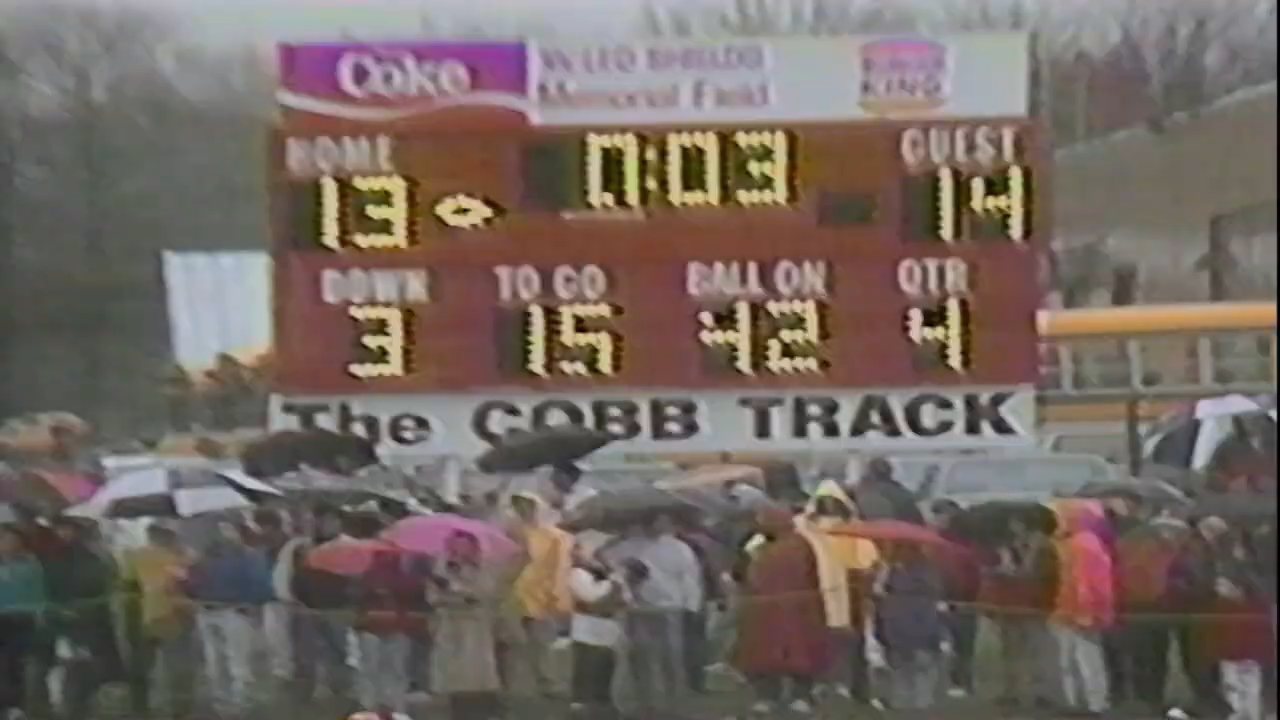 Coke
Memorial Field
BURGER
KING
HOME
0:03
GUEST
13
14
DOWN
TO GO
BALL ON
QTR
3
15
42
4
The COBB TRACK